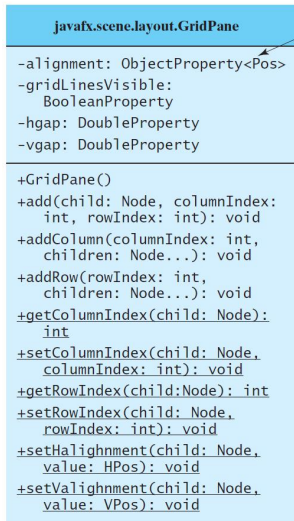 javafx.scene.layout.GridPane
-alignment: ObjectProperty<Pos>
-gridLinesVisible:
BooleanProperty
-hgap: DoubleProperty
-vgap: DoubleProperty
+GridPane()
+add(child: Node, columnIndex:
int, rowIndex: int): void
+addColumn(columnIndex: int,
children: Node...): void
+addRow(rowIndex: int,
children: Node...): void
+getColumnIndex(child: Node):
int
+setColumnIndex(child: Node,
columnIndex: int): void
+getRowIndex(child:Node): int
+setRowIndex(child: Node,
rowIndex: int): void
+setHalighnment(child: Node,
value: HPos): void
+setValighnment(child: Node,
value: VPos): void